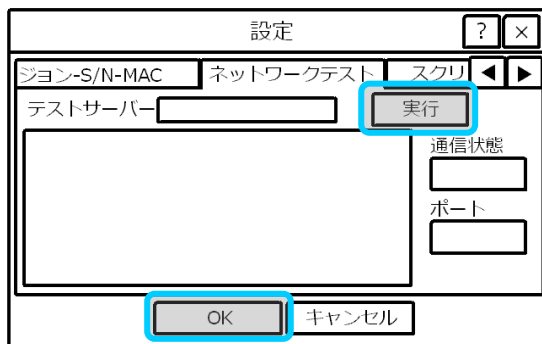 設定 ? ×
ジョン-S/N-MAC ネットワークテスト スクリ ◀ ▶
テストサーバー 実行
通信状態
ポート
OK キャンセル